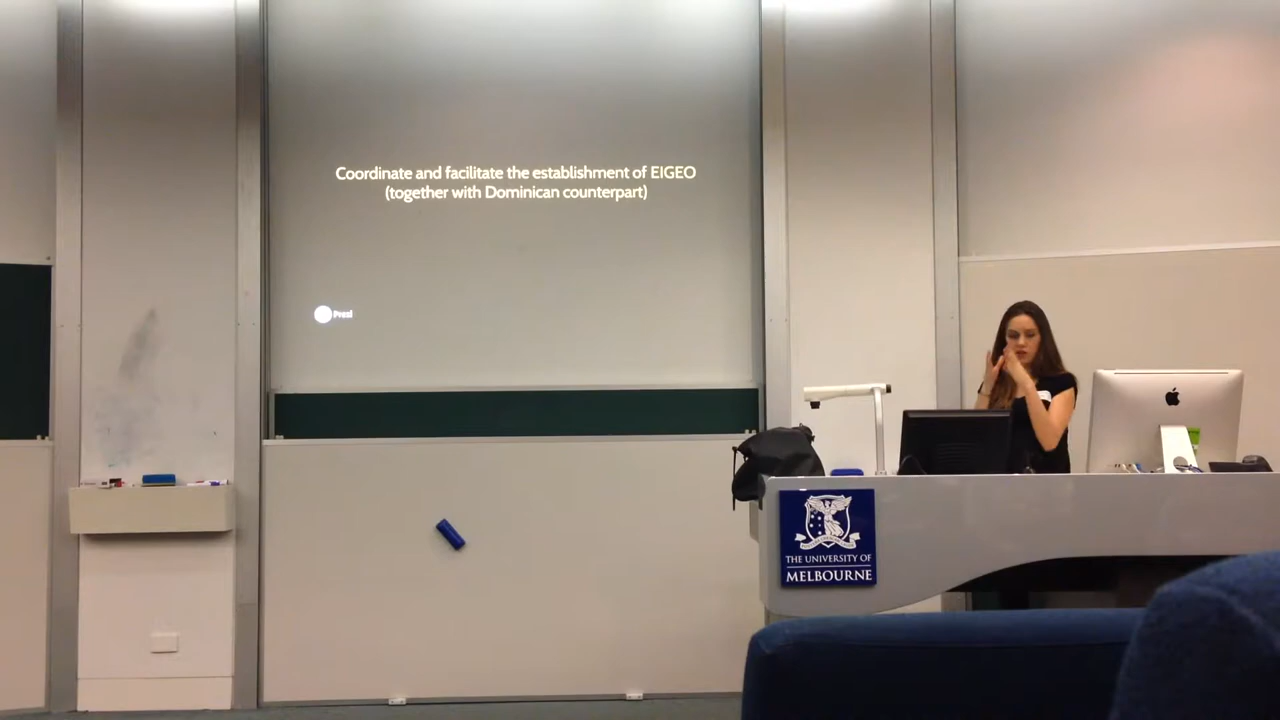 Coordinate and facilitate the establishment of EIGEO
(together with Dominican counterpart)
Prezi
THE UNIVERSITY OF
MELBOURNE